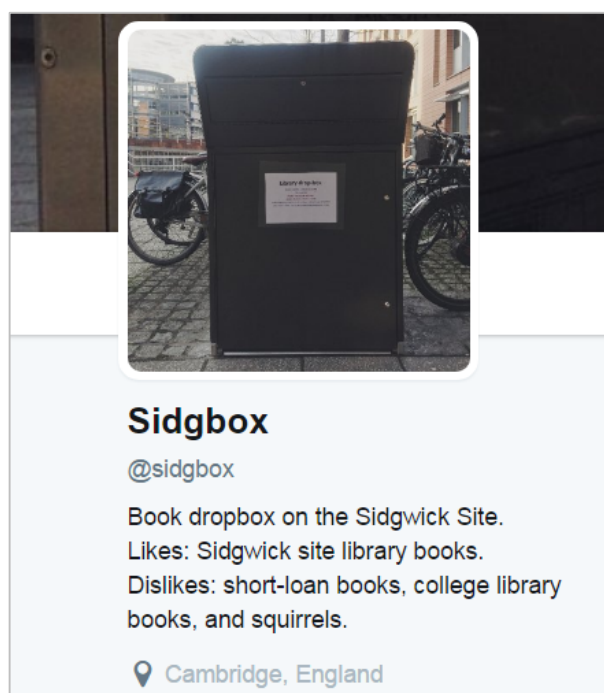 Library dropbox
Sidgbox
@sidgbox
Book dropbox on the Sidgwick Site.
Likes: Sidgwick site library books.
Dislikes: short-loan books, college library
books, and squirrels.
Cambridge, England